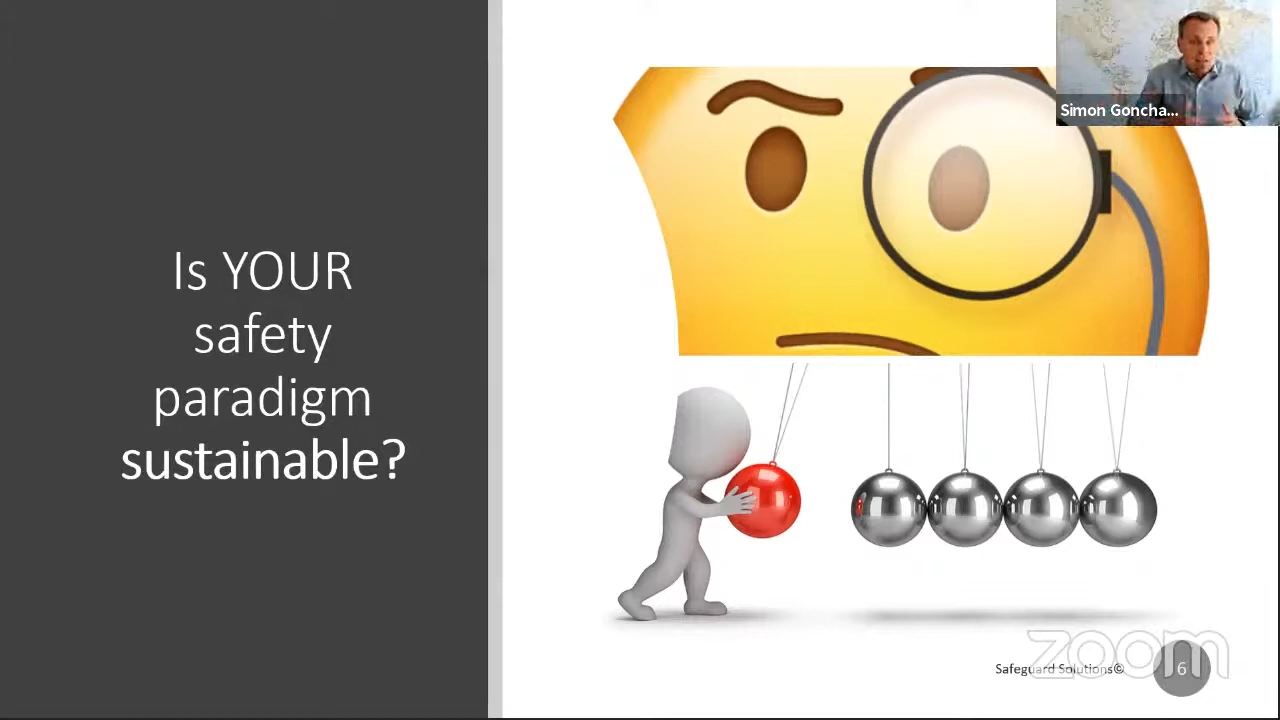 Is YOUR
safety
paradigm
sustainable?
Simon Goncha...
Safeguard Solutions©
zoom
6